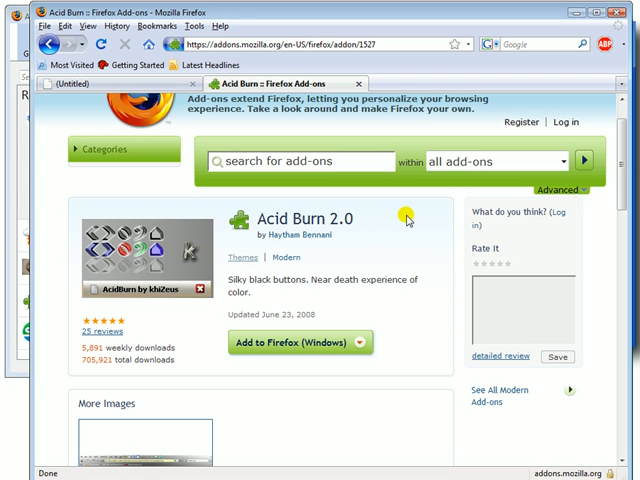 Acid Burn :: Firefox Add-ons - Mozilla Firefox
File Edit View History Bookmarks Tools Help
https://addons.mozilla.org/en-US/firefox/addon/1527
Google
ABP
Most Visited Getting Started Latest Headlines
(Untitled)
Acid Burn :: Firefox Add-ons
Add-ons extend Firefox, letting you personalize your browsing
experience. Take a look around and make Firefox your own.
Register | Log in
Categories
search for add-ons within all add-ons
Advanced
Acid Burn 2.0
by Haytham Bennani
Themes | Modern
Silky black buttons. Near death experience of
color.
Updated June 23, 2008
Add to Firefox (Windows)
AcidBurn by khiZeus
25 reviews
5,891 weekly downloads
705,921 total downloads
What do you think? (Log
in)
Rate It
detailed review Save
See All Modern
Add-ons
More Images
Done
addons.mozilla.org